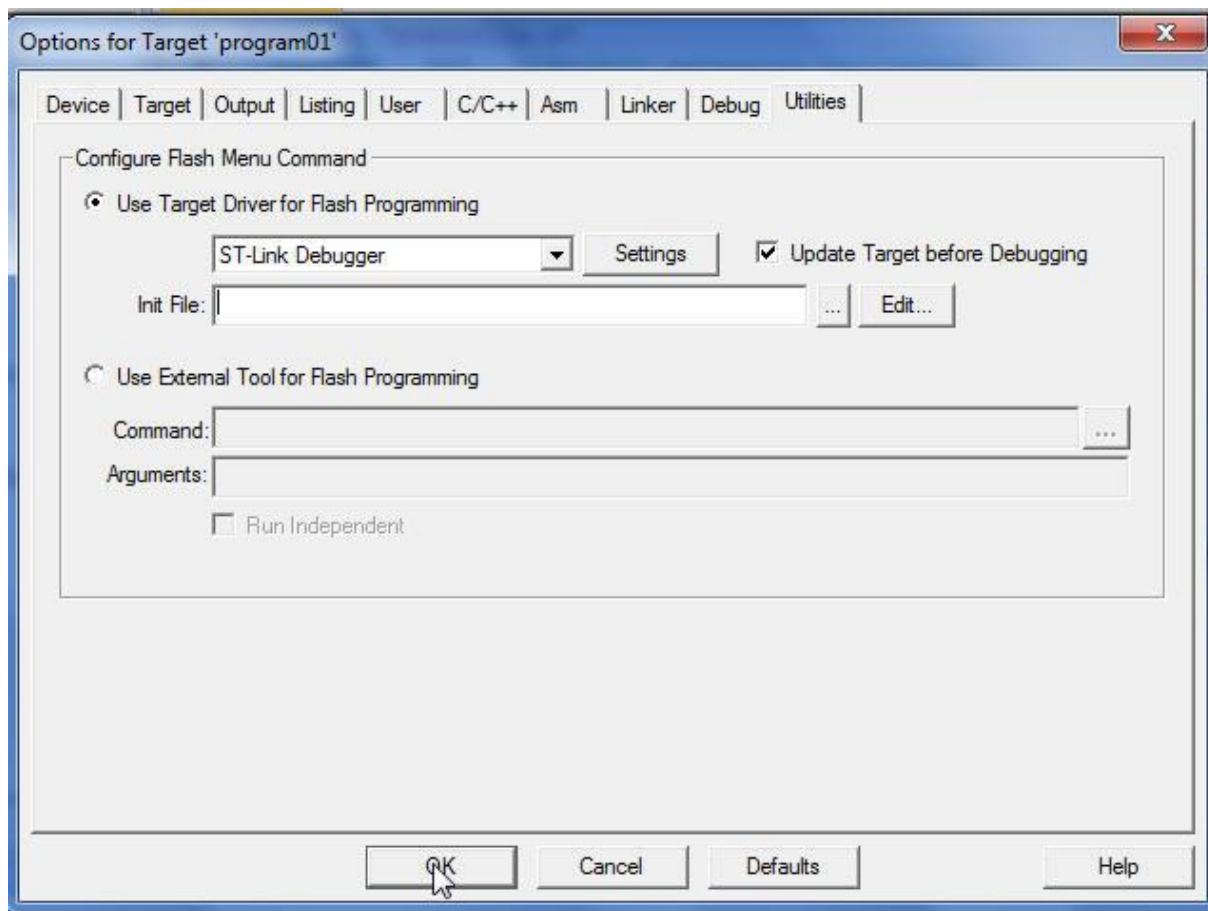 Options for Target 'program01'
Device Target Output Listing User C/C++ Asm Linker Debug Utilities
Configure Flash Menu Command
Use Target Driver for Flash Programming
ST-Link Debugger Settings Update Target before Debugging
Init File: ... Edit...
Use External Tool for Flash Programming
Command: ...
Arguments:
Run Independent
OK Cancel Defaults Help